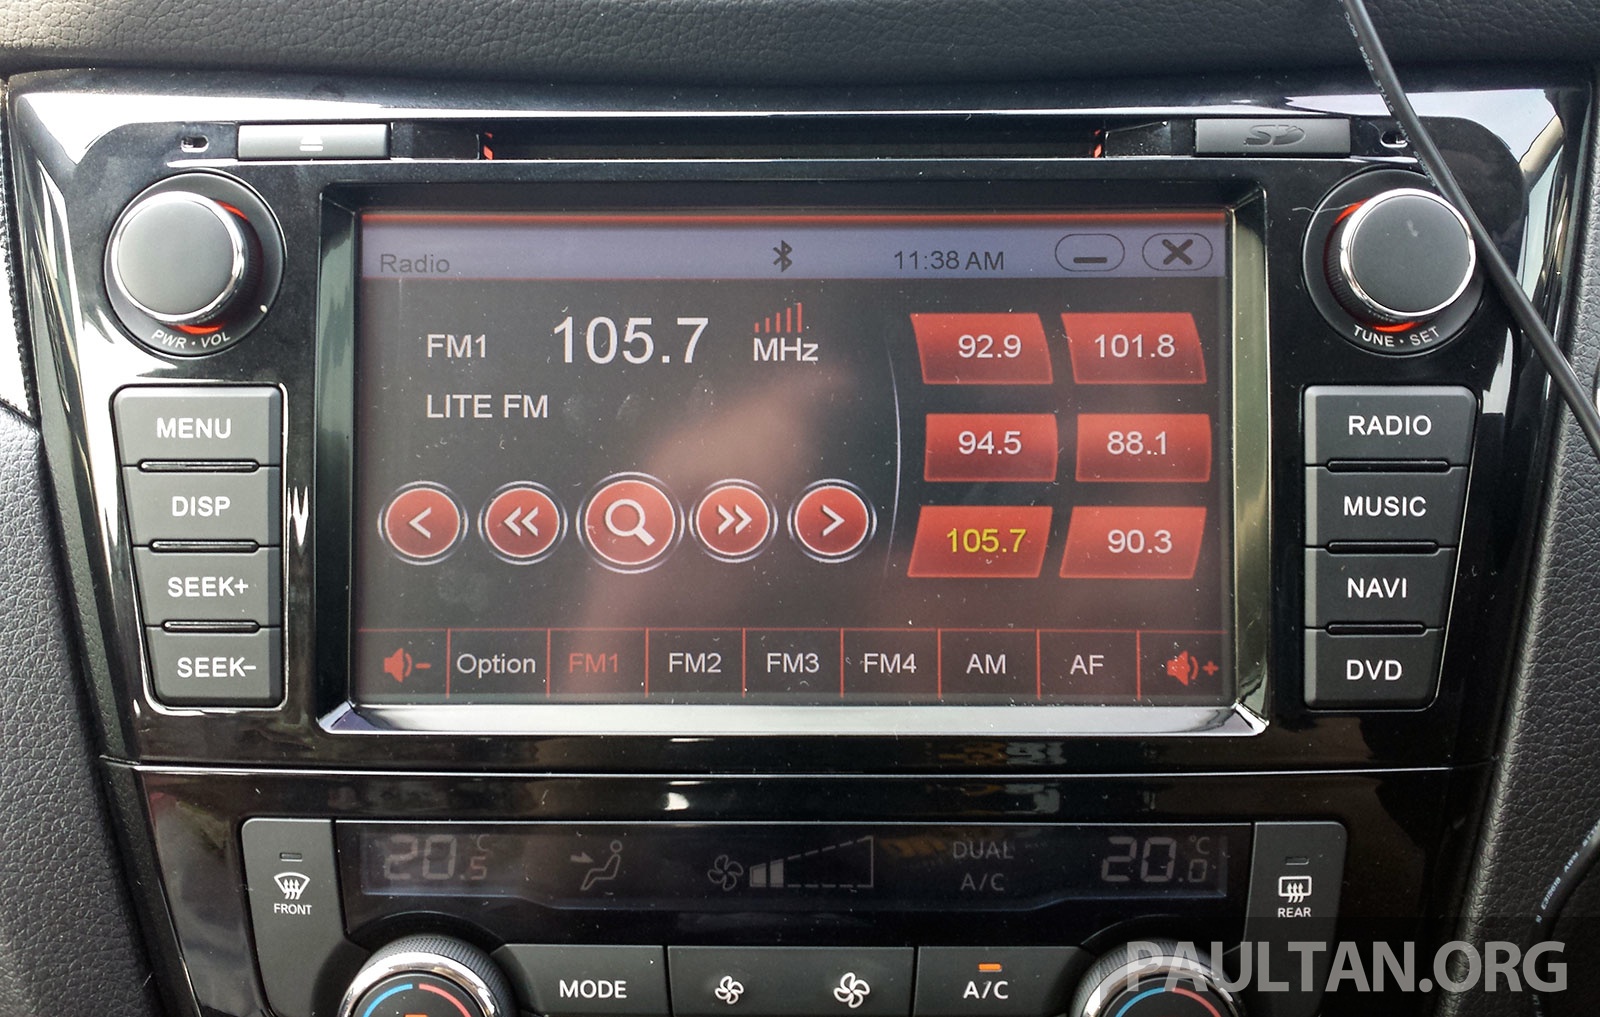 SD
PWR • VOL
TUNE • SET
Radio
11:38 AM
FM1 105.7 MHz
LITE FM
92.9 101.8
94.5 88.1
105.7 90.3
Option FM1 FM2 FM3 FM4 AM AF
MENU
DISP
SEEK+
SEEK-
RADIO
MUSIC
NAVI
DVD
20.5 °C
DUAL
A/C
20.0 °C
FRONT
REAR
MODE
A/C
PAULTAN.ORG